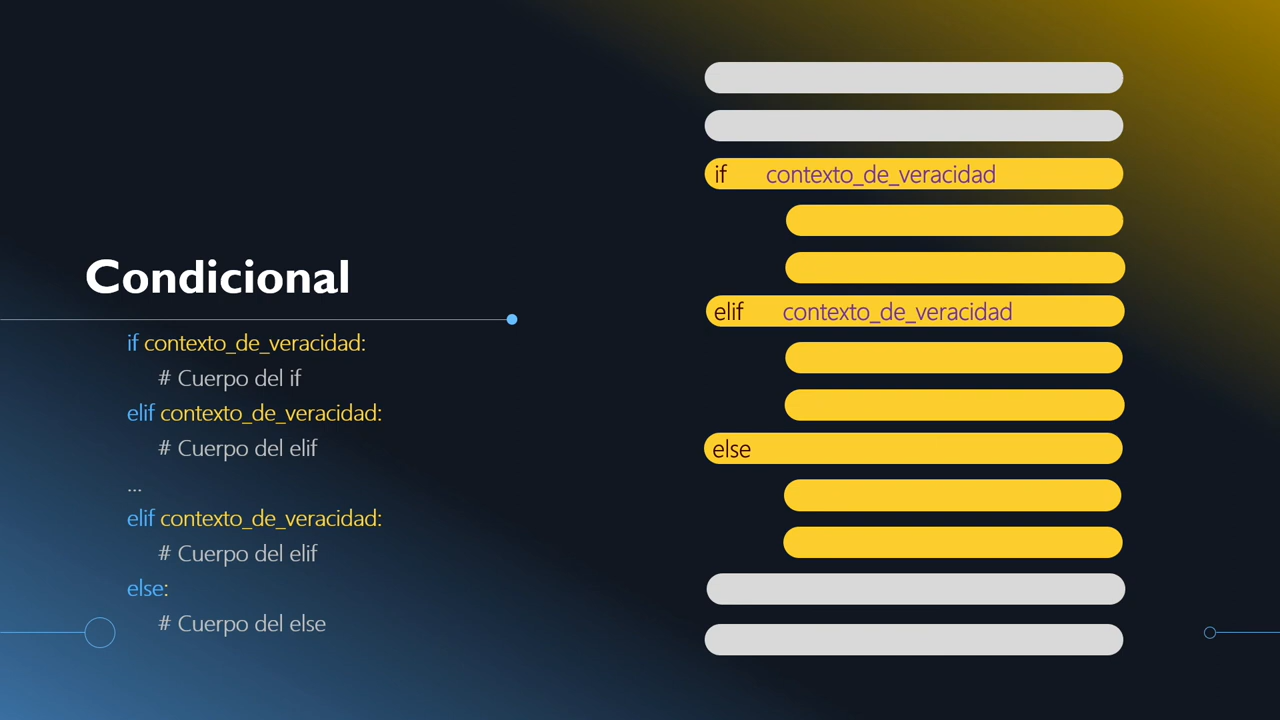 Condicional
if contexto_de_veracidad:
# Cuerpo del if
elif contexto_de_veracidad:
# Cuerpo del elif
...
elif contexto_de_veracidad:
# Cuerpo del elif
else:
# Cuerpo del else
if contexto_de_veracidad
elif contexto_de_veracidad
else